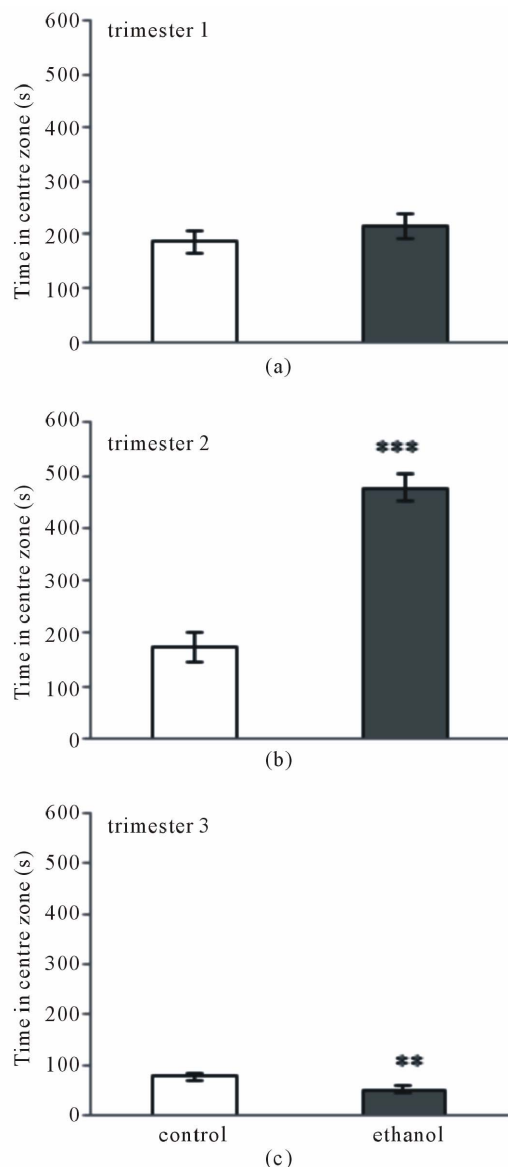 trimester 1
Time in centre zone (s)
600
500
400
300
200
100
0
(a)
trimester 2
***
Time in centre zone (s)
600
500
400
300
200
100
0
(b)
trimester 3
**
Time in centre zone (s)
600
500
400
300
200
100
0
control ethanol
(c)